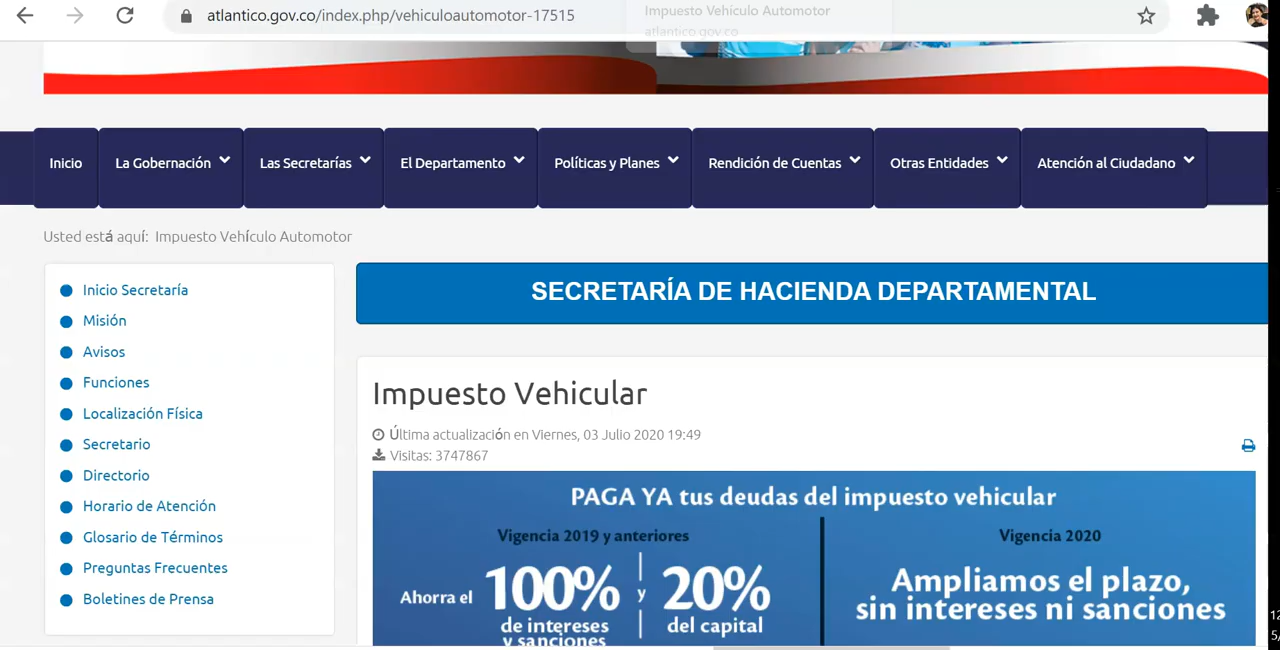 atlantico.gov.co/index.php/vehiculoautomotor-17515
Impuesto Vehículo Automotor
atlantico.gov.co
Inicio
La Gobernación
Las Secretarías
El Departamento
Políticas y Planes
Rendición de Cuentas
Otras Entidades
Atención al Ciudadano
Usted está aquí: Impuesto Vehículo Automotor
Inicio Secretaría
Misión
Avisos
Funciones
Localización Física
Secretario
Directorio
Horario de Atención
Glosario de Términos
Preguntas Frecuentes
Boletines de Prensa
SECRETARÍA DE HACIENDA DEPARTAMENTAL
Impuesto Vehicular
Última actualización en Viernes, 03 Julio 2020 19:49
Visitas: 3747867
PAGA YA tus deudas del impuesto vehicular
Vigencia 2019 y anteriores
Ahorra el 100% y 20%
de intereses del capital
y sanciones
Vigencia 2020
Ampliamos el plazo,
sin intereses ni sanciones